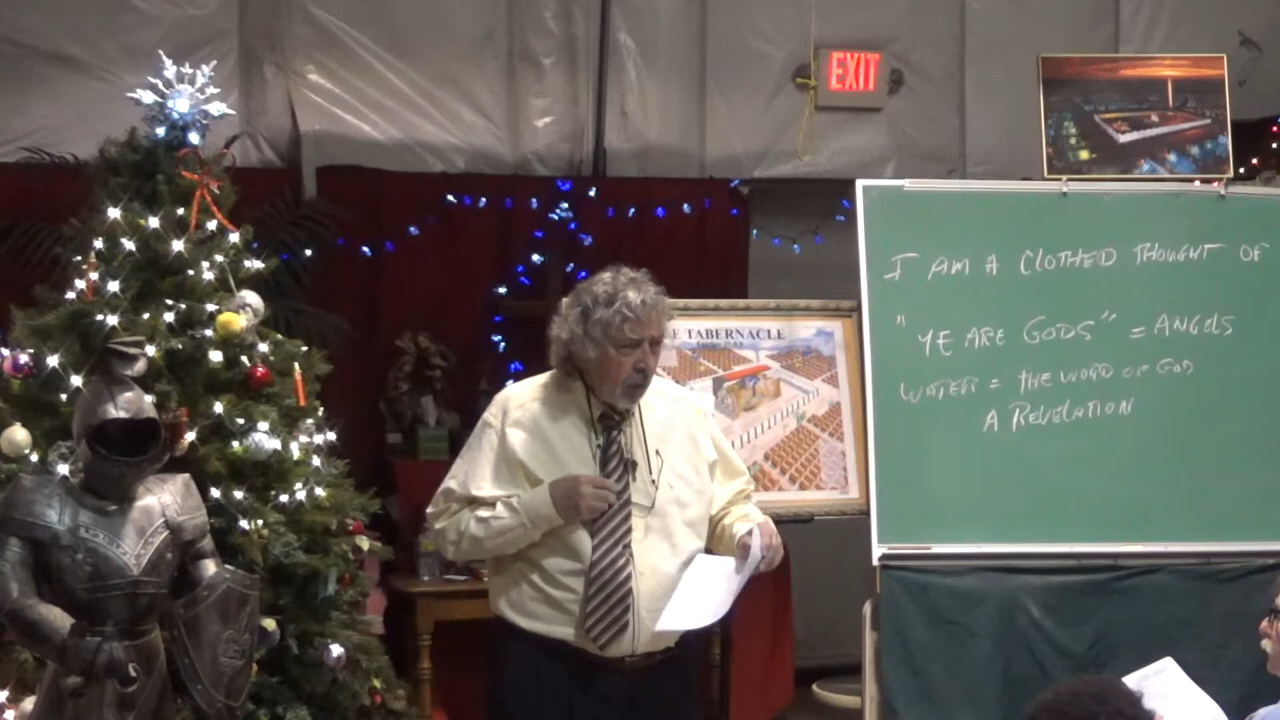 EXIT
E TABERNACLE
I AM A CLOTHED THOUGHT OF
"YE ARE GODS" = ANGELS
WATER = THE WORD OF GOD
A REVELATION